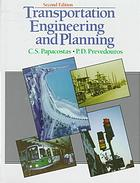 Second Edition
Transportation
Engineering and Planning
C.S. Papacostas • P.D. Prevedouros